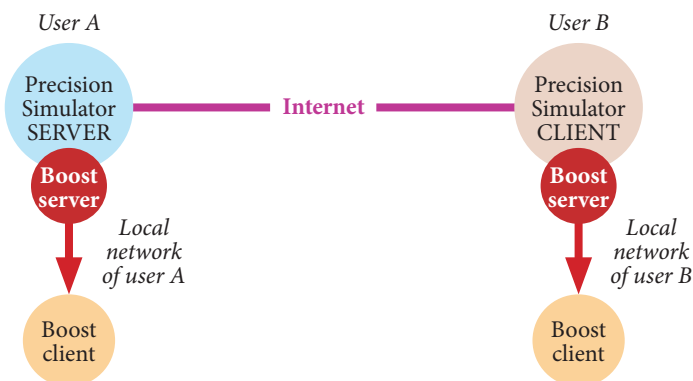 User A
Precision
Simulator
SERVER
Boost
server
Local
network
of user A
Boost
client
Internet
User B
Precision
Simulator
CLIENT
Boost
server
Local
network
of user B
Boost
client